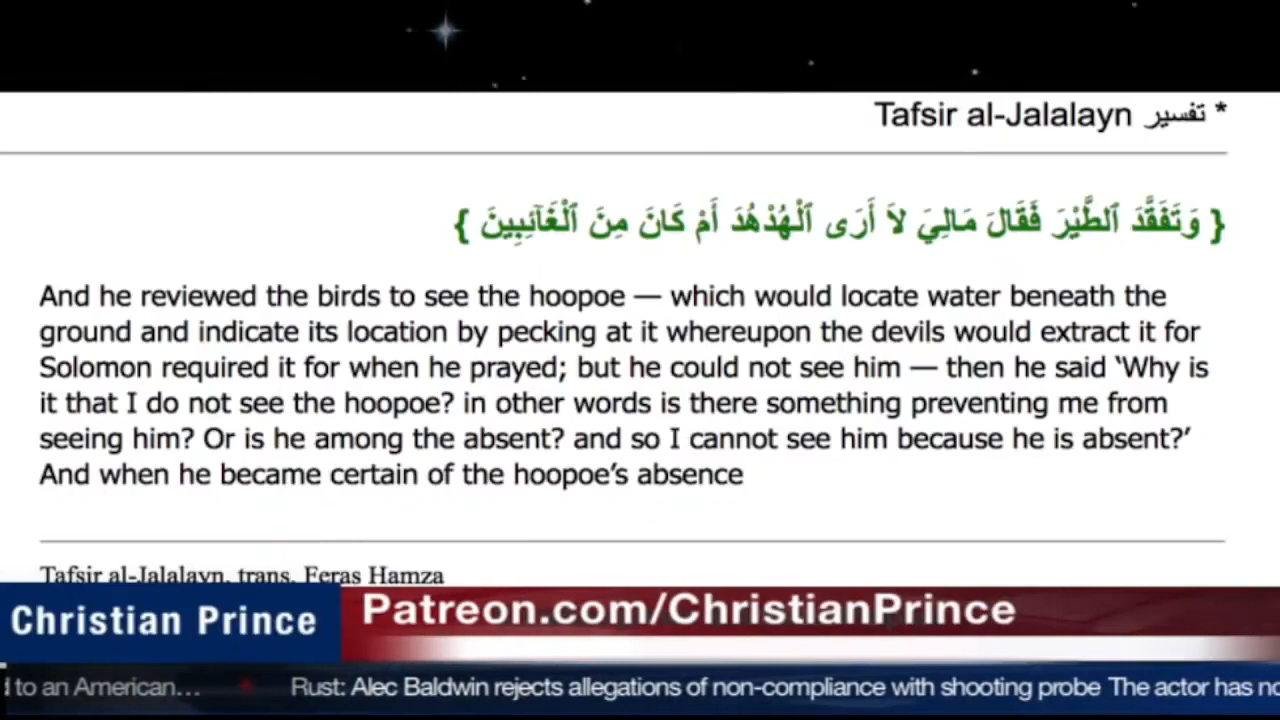 Tafsir al-Jalalayn تفسير *
{ وَتَفَقَّدَ ٱلطَّيْرَ فَقَالَ مَالِيَ لاَ أَرَى ٱلْهُدْهُدَ أَمْ كَانَ مِنَ ٱلْغَآئِبِينَ }
And he reviewed the birds to see the hoopoe — which would locate water beneath the
ground and indicate its location by pecking at it whereupon the devils would extract it for
Solomon required it for when he prayed; but he could not see him — then he said ‘Why is
it that I do not see the hoopoe? in other words is there something preventing me from
seeing him? Or is he among the absent? and so I cannot see him because he is absent?’
And when he became certain of the hoopoe’s absence
Tafsir al-Jalalayn, trans. Feras Hamza
Christian Prince
Patreon.com/ChristianPrince
to an American... Rust: Alec Baldwin rejects allegations of non-compliance with shooting probe The actor has